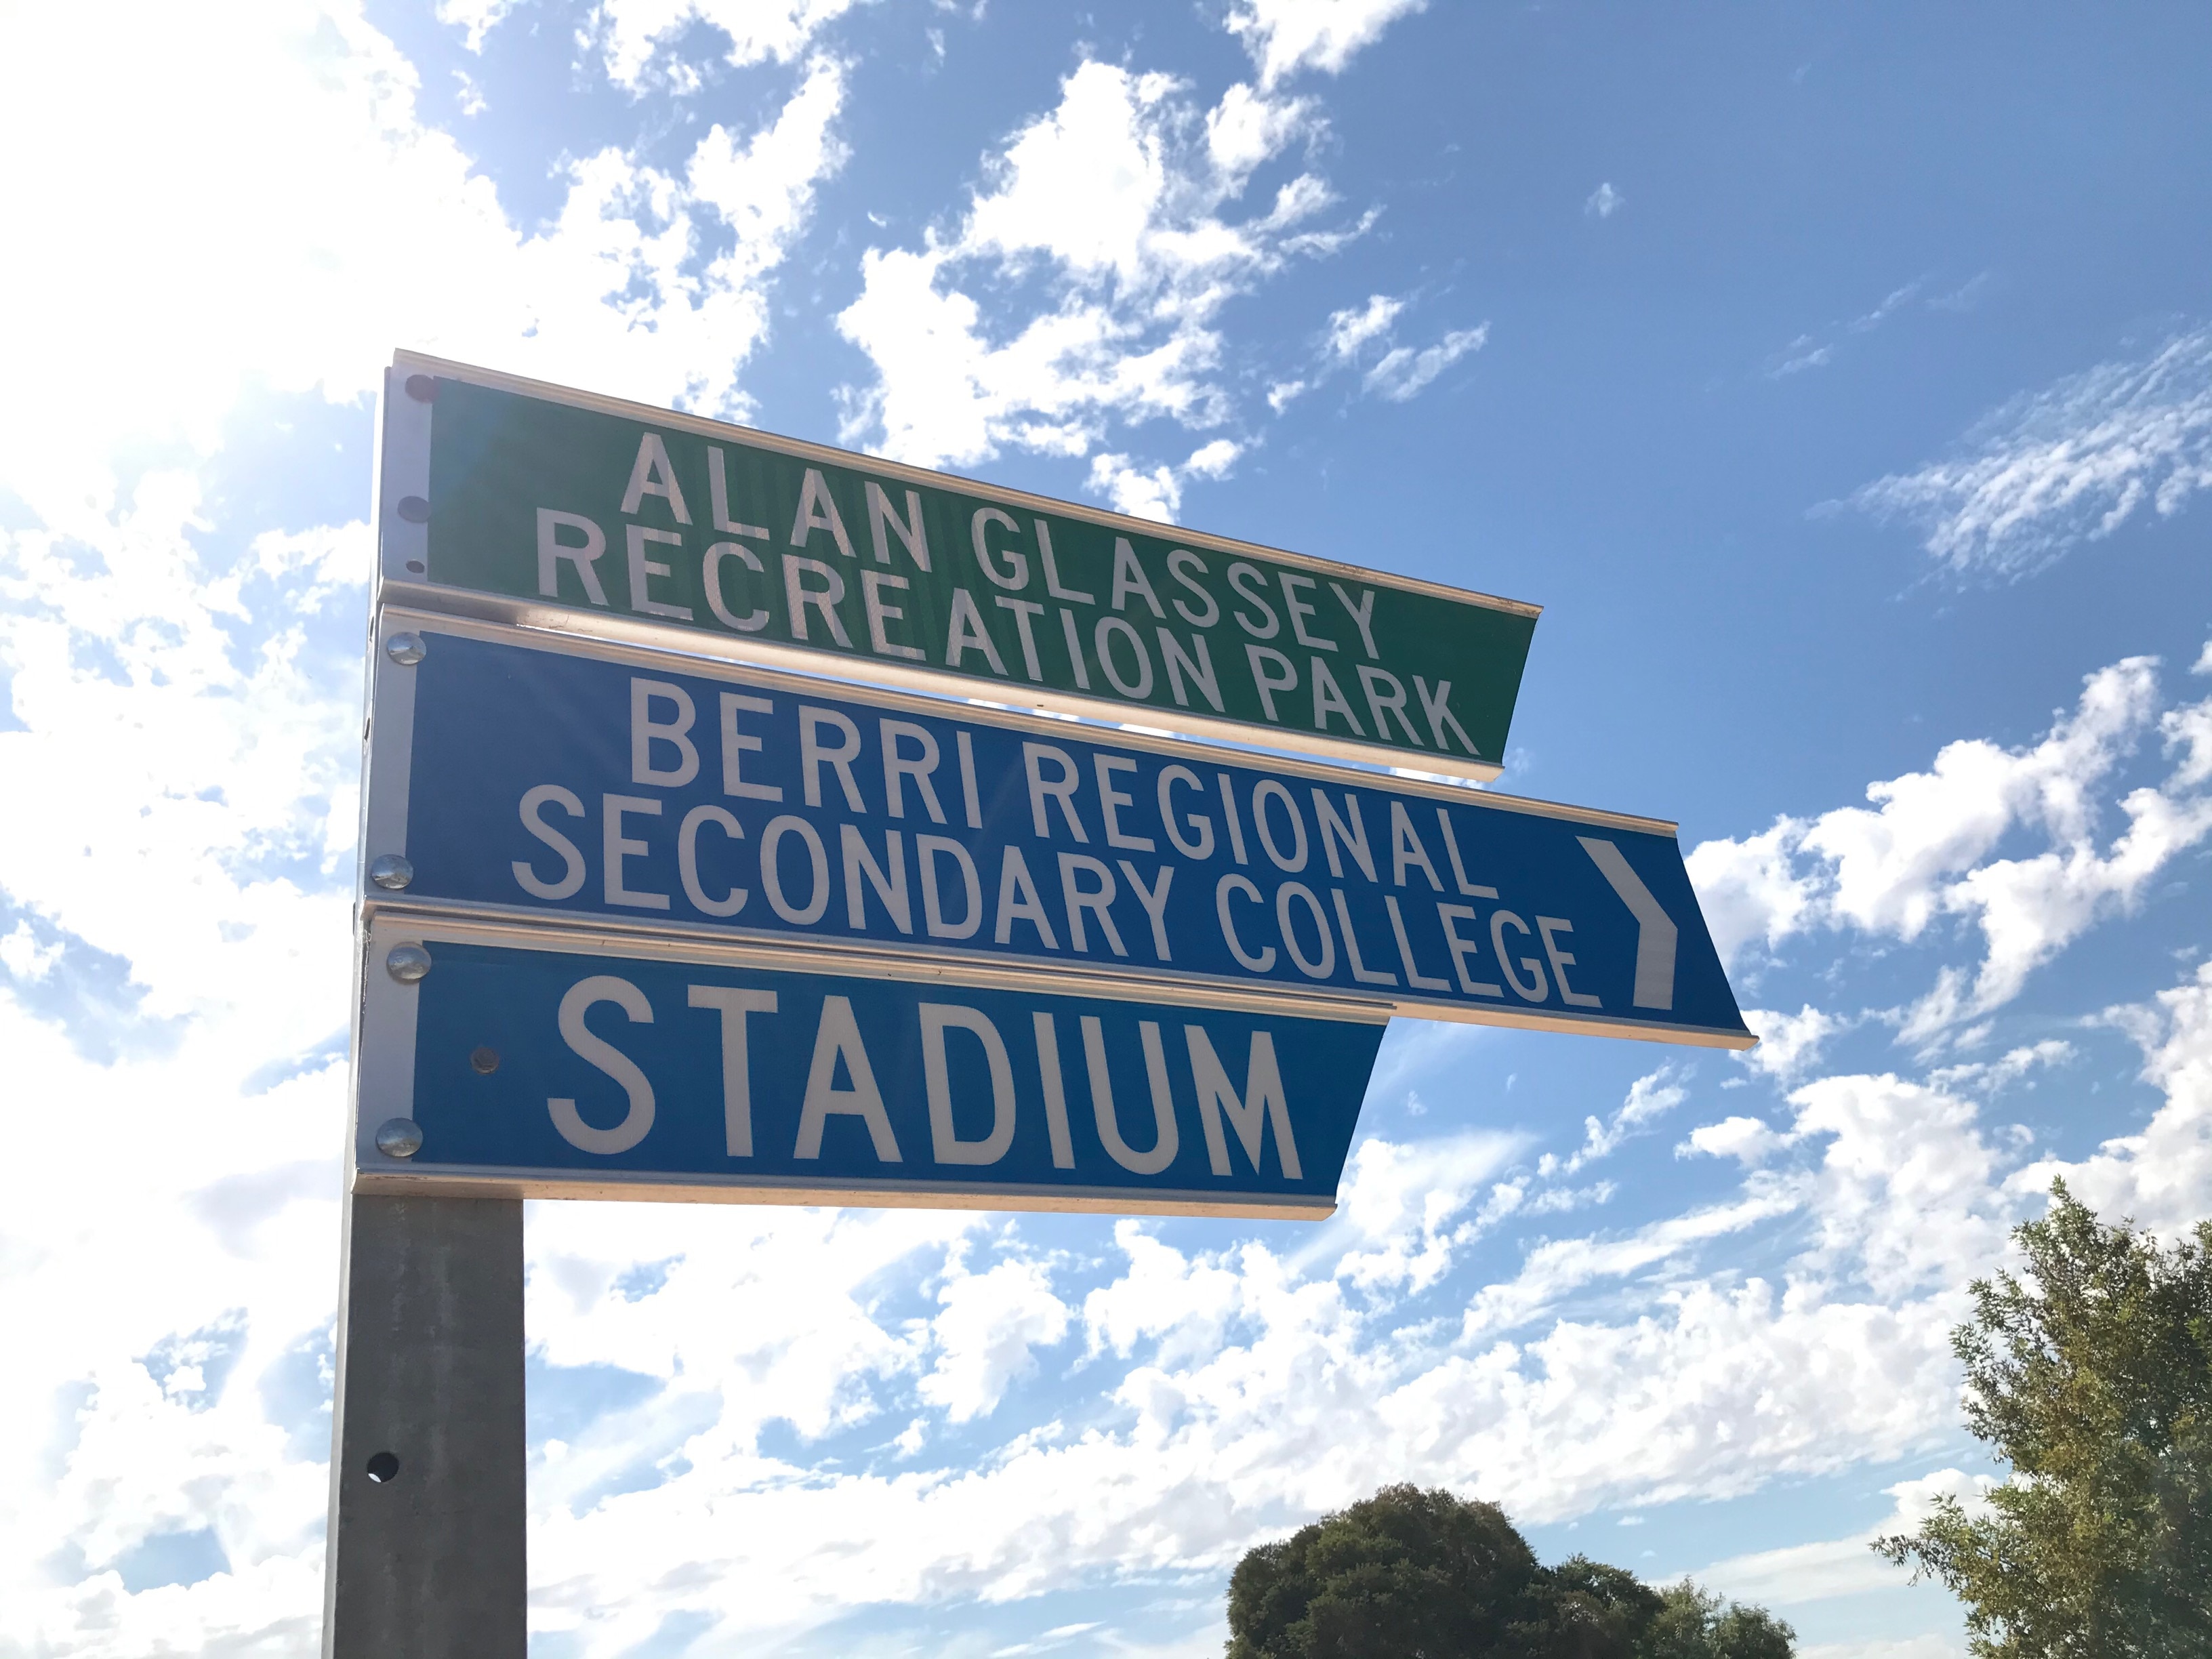 ALAN GLASSEY
RECREATION PARK
BERRI REGIONAL
SECONDARY COLLEGE
STADIUM